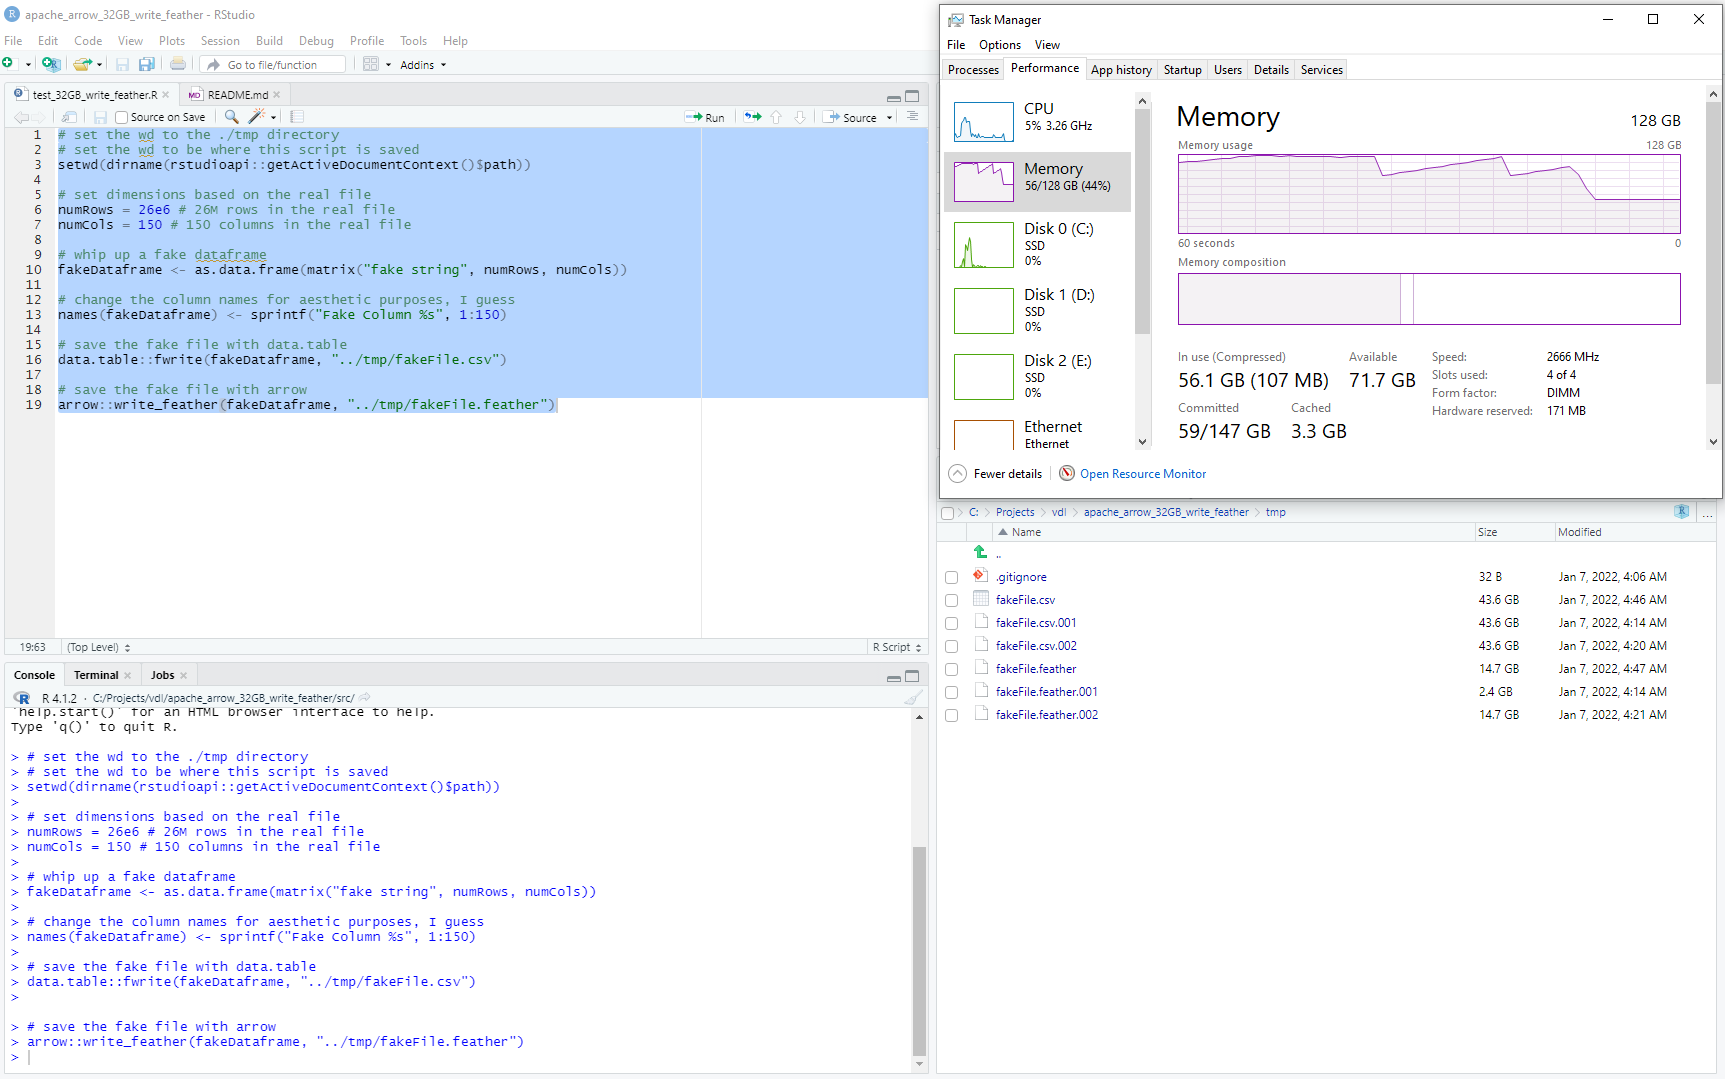 apache_arrow_32GB_write_feather - RStudio
File Edit Code View Plots Session Build Debug Profile Tools Help
Go to file/function Addins
test_32GB_write_feather.R README.md
Source on Save Run Source
1 # set the wd to the ./tmp directory
2 # set the wd to be where this script is saved
3 setwd(dirname(rstudioapi::getActiveDocumentContext()$path))
4
5 # set dimensions based on the real file
6 numRows = 26e6 # 26M rows in the real file
7 numCols = 150 # 150 columns in the real file
8
9 # whip up a fake dataframe
10 fakeDataframe <- as.data.frame(matrix("fake string", numRows, numCols))
11
12 # change the column names for aesthetic purposes, I guess
13 names(fakeDataframe) <- sprintf("Fake Column %s", 1:150)
14
15 # save the fake file with data.table
16 data.table::fwrite(fakeDataframe, "../tmp/fakeFile.csv")
17
18 # save the fake file with arrow
19 arrow::write_feather(fakeDataframe, "../tmp/fakeFile.feather")
19:63 (Top Level) R Script
Console Terminal Jobs
R 4.1.2 · C:/Projects/vdl/apache_arrow_32GB_write_feather/src/
'help.start()' for an HTML browser interface to help.
Type 'q()' to quit R.
> # set the wd to the ./tmp directory
> # set the wd to be where this script is saved
> setwd(dirname(rstudioapi::getActiveDocumentContext()$path))
>
> # set dimensions based on the real file
> numRows = 26e6 # 26M rows in the real file
> numCols = 150 # 150 columns in the real file
>
> # whip up a fake dataframe
> fakeDataframe <- as.data.frame(matrix("fake string", numRows, numCols))
>
> # change the column names for aesthetic purposes, I guess
> names(fakeDataframe) <- sprintf("Fake Column %s", 1:150)
>
> # save the fake file with data.table
> data.table::fwrite(fakeDataframe, "../tmp/fakeFile.csv")
>
> # save the fake file with arrow
> arrow::write_feather(fakeDataframe, "../tmp/fakeFile.feather")
>
Task Manager
File Options View
Processes Performance App history Startup Users Details Services
CPU
5% 3.26 GHz
Memory
56/128 GB (44%)
Disk 0 (C:)
SSD
0%
Disk 1 (D:)
SSD
0%
Disk 2 (E:)
SSD
0%
Ethernet
Ethernet
Memory 128 GB
Memory usage 128 GB
60 seconds 0
Memory composition
In use (Compressed) Available
56.1 GB (107 MB) 71.7 GB
Committed Cached
59/147 GB 3.3 GB
Speed: 2666 MHz
Slots used: 4 of 4
Form factor: DIMM
Hardware reserved: 171 MB
Fewer details Open Resource Monitor
C: Projects vdl apache_arrow_32GB_write_feather tmp ...
Name Size Modified
..
.gitignore 32 B Jan 7, 2022, 4:06 AM
fakeFile.csv 43.6 GB Jan 7, 2022, 4:46 AM
fakeFile.csv.001 43.6 GB Jan 7, 2022, 4:14 AM
fakeFile.csv.002 43.6 GB Jan 7, 2022, 4:20 AM
fakeFile.feather 14.7 GB Jan 7, 2022, 4:47 AM
fakeFile.feather.001 2.4 GB Jan 7, 2022, 4:14 AM
fakeFile.feather.002 14.7 GB Jan 7, 2022, 4:21 AM